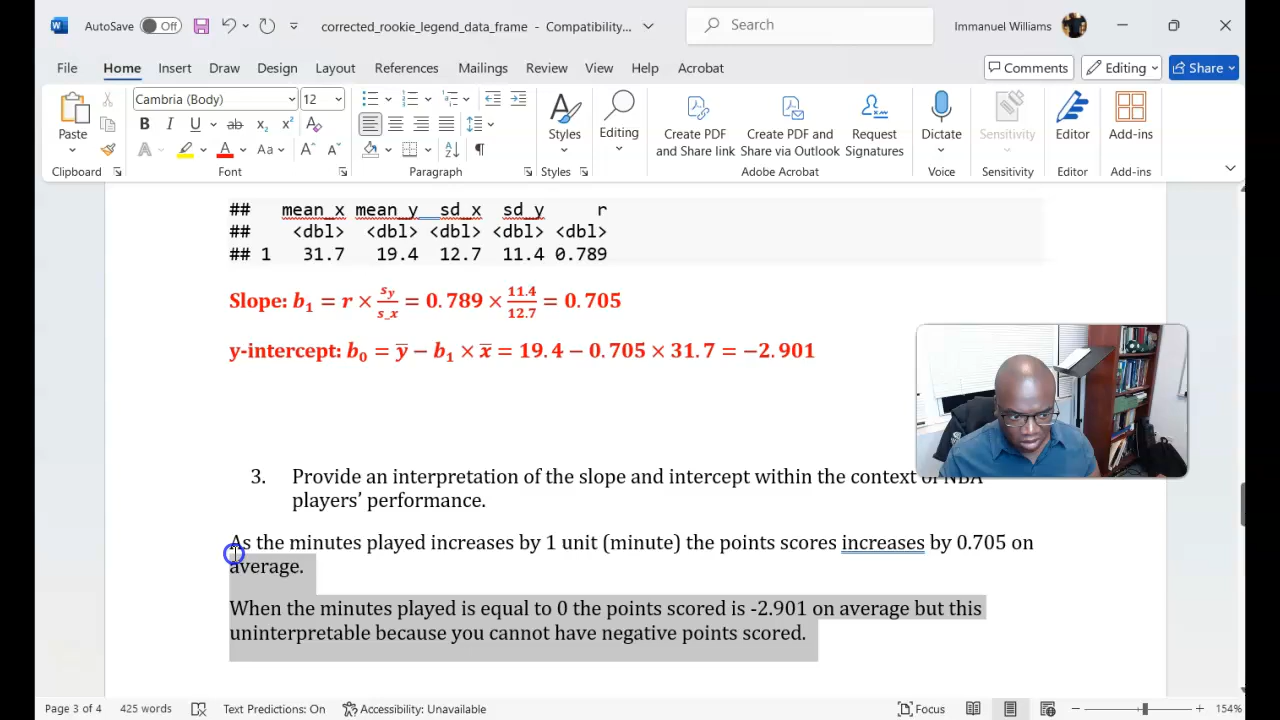 AutoSave Off corrected_rookie_legend_data_frame - Compatibility... Search Immanuel Williams
File Home Insert Draw Design Layout References Mailings Review View Help Acrobat Comments Editing Share
Cambria (Body) 12
Paste Styles Editing Create PDF and Share link Create PDF and Share via Outlook Request Signatures Dictate Sensitivity Editor Add-ins
Clipboard Font Paragraph Styles Adobe Acrobat Voice Sensitivity Editor Add-ins
## mean_x mean_y sd_x sd_y r
## <dbl> <dbl> <dbl> <dbl> <dbl>
## 1 31.7 19.4 12.7 11.4 0.789
Slope: b₁ = r × s_y/s_x = 0.789 × 11.4/12.7 = 0.705
y-intercept: b₀ = y̅ − b₁ × x̅ = 19.4 − 0.705 × 31.7 = −2.901
3. Provide an interpretation of the slope and intercept within the context of NBA
players’ performance.
As the minutes played increases by 1 unit (minute) the points scores increases by 0.705 on
average.
When the minutes played is equal to 0 the points scored is -2.901 on average but this
uninterpretable because you cannot have negative points scored.
Page 3 of 4 425 words Text Predictions: On Accessibility: Unavailable Focus 154%